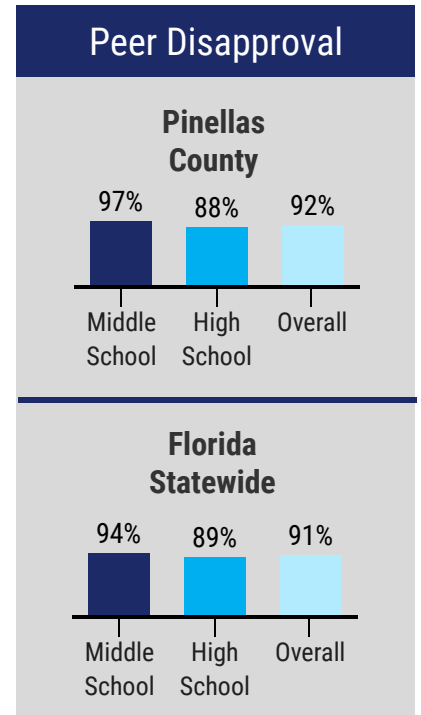 Peer Disapproval
Pinellas
County
97% 88% 92%
Middle High Overall
School School
Florida
Statewide
94% 89% 91%
Middle High Overall
School School